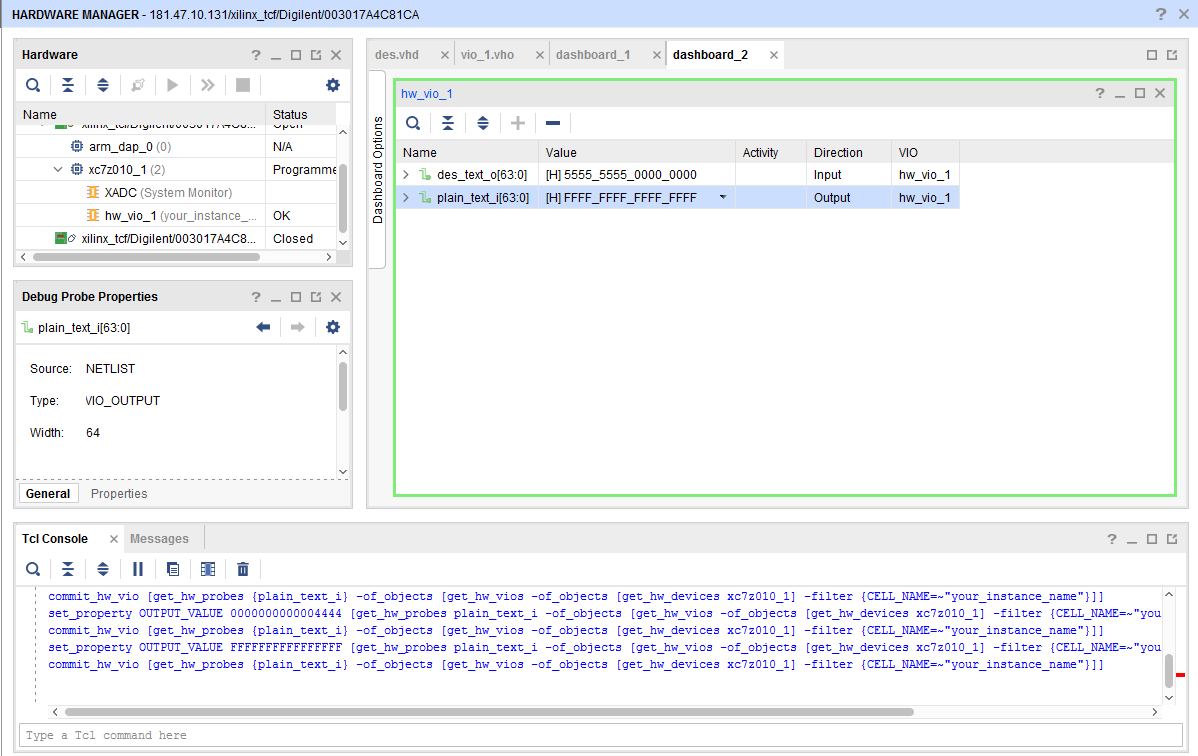 HARDWARE MANAGER - 181.47.10.131/xilinx_tcf/Digilent/003017A4C81CA
Hardware
Name Status
xilinx_tcf/Digilent/003017A4C8... Open
arm_dap_0 (0) N/A
xc7z010_1 (2) Programme
XADC (System Monitor)
hw_vio_1 (your_instance_... OK
xilinx_tcf/Digilent/003017A4C8... Closed
Debug Probe Properties
plain_text_i[63:0]
Source: NETLIST
Type: VIO_OUTPUT
Width: 64
General Properties
des.vhd vio_1.vho dashboard_1 dashboard_2
Dashboard Options
hw_vio_1
Name Value Activity Direction VIO
des_text_o[63:0] [H] 5555_5555_0000_0000 Input hw_vio_1
plain_text_i[63:0] [H] FFFF_FFFF_FFFF_FFFF Output hw_vio_1
Tcl Console Messages
commit_hw_vio [get_hw_probes {plain_text_i} -of_objects [get_hw_vios -of_objects [get_hw_devices xc7z010_1] -filter {CELL_NAME=~"your_instance_name"}]]
set_property OUTPUT_VALUE 0000000000004444 [get_hw_probes plain_text_i -of_objects [get_hw_vios -of_objects [get_hw_devices xc7z010_1] -filter {CELL_NAME=~"you
commit_hw_vio [get_hw_probes {plain_text_i} -of_objects [get_hw_vios -of_objects [get_hw_devices xc7z010_1] -filter {CELL_NAME=~"your_instance_name"}]]
set_property OUTPUT_VALUE FFFFFFFFFFFFFFFF [get_hw_probes plain_text_i -of_objects [get_hw_vios -of_objects [get_hw_devices xc7z010_1] -filter {CELL_NAME=~"you
commit_hw_vio [get_hw_probes {plain_text_i} -of_objects [get_hw_vios -of_objects [get_hw_devices xc7z010_1] -filter {CELL_NAME=~"your_instance_name"}]]
Type a Tcl command here